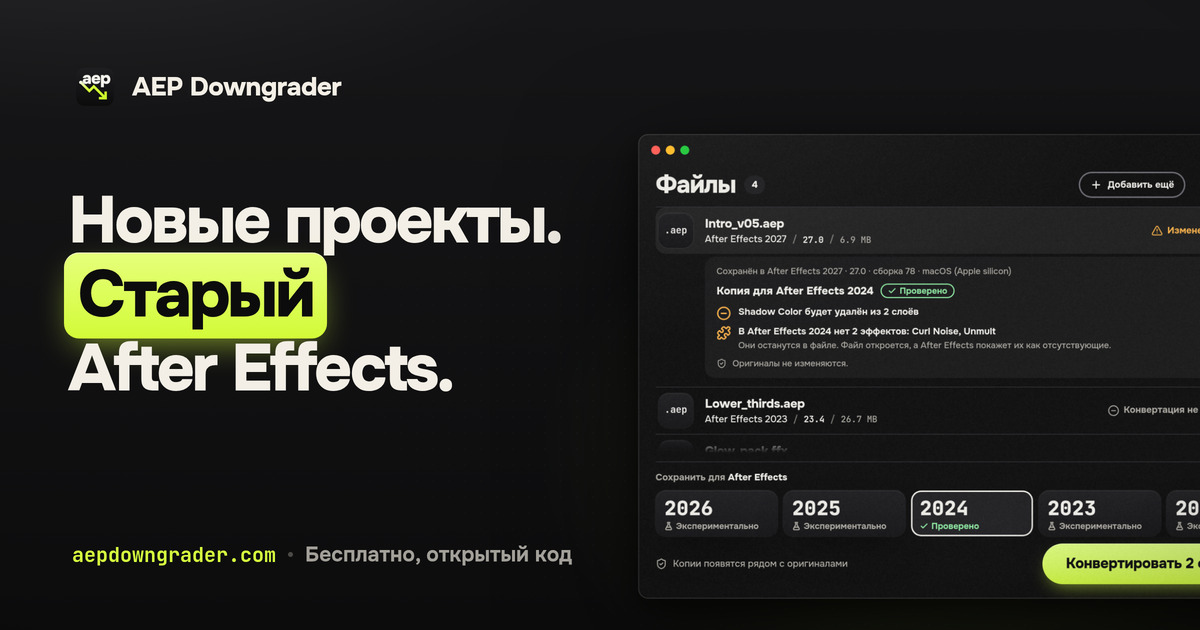 aep
AEP Downgrader
Новые проекты.
Старый
After Effects.
aepdowngrader.com • Бесплатно, открытый код
Файлы 4
+ Добавить ещё
.aep
Intro_v05.aep
After Effects 2027 / 27.0 / 6.9 MB
Сохранён в After Effects 2027 · 27.0 · сборка 78 · macOS (Apple silicon)
Копия для After Effects 2024 Проверено
Shadow Color будет удалён из 2 слоёв
В After Effects 2024 нет 2 эффектов: Curl Noise, Unmult
Они останутся в файле. Файл откроется, а After Effects покажет их как отсутствующие.
Оригиналы не изменяются.
.aep
Lower_thirds.aep
After Effects 2023 / 23.4 / 26.7 MB
Конвертация не
Glow_pack.ffx
Сохранить для After Effects
2026
Экспериментально
2025
Экспериментально
2024
Проверено
2023
Экспериментально
Копии появятся рядом с оригиналами
Конвертировать 2